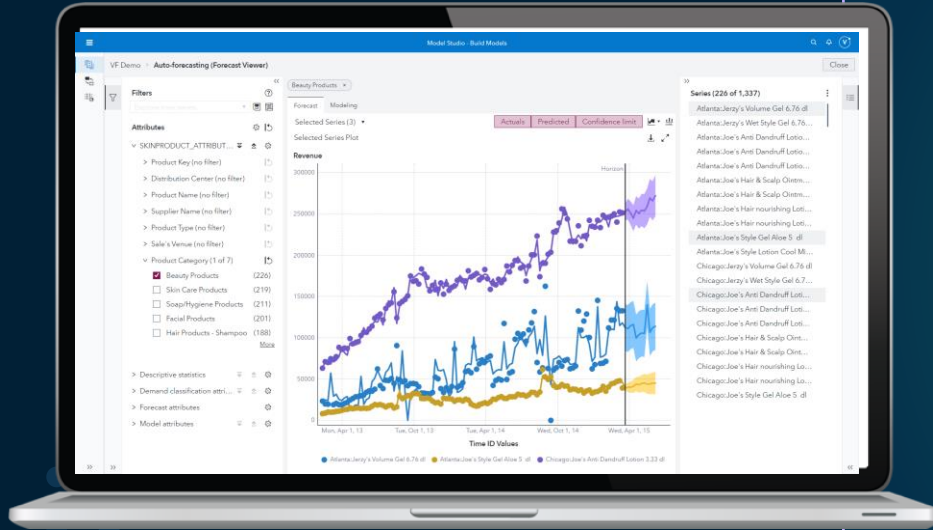 Model Studio - Build Models
VF Demo > Auto-forecasting (Forecast Viewer)
Close
Filters
Attributes
SKINPRODUCT_ATTRIBUT...
Product Key (no filter)
Distribution Center (no filter)
Product Name (no filter)
Supplier Name (no filter)
Product Type (no filter)
Sale's Venue (no filter)
Product Category (1 of 7)
Beauty Products (226)
Skin Care Products (219)
Soap/Hygiene Products (211)
Facial Products (201)
Hair Products - Shampoo (188)
More
Descriptive statistics
Demand classification attri...
Forecast attributes
Model attributes
Beauty Products ×
Forecast Modeling
Selected Series (3)
Actuals Predicted Confidence limit
Selected Series Plot
Revenue
Horizon
300000
250000
200000
150000
100000
50000
0
Mon, Apr 1, 13 Tue, Oct 1, 13 Tue, Apr 1, 14 Wed, Oct 1, 14 Wed, Apr 1, 15
Time ID Values
Atlanta:Jerzy's Volume Gel 6.76 dl Atlanta:Joe's Style Gel Aloe 5 dl Chicago:Joe's Anti Dandruff Lotion 3.33 dl
Series (226 of 1,337)
Atlanta:Jerzy's Volume Gel 6.76 dl
Atlanta:Jerzy's Wet Style Gel 6.76...
Atlanta:Joe's Anti Dandruff Lotio...
Atlanta:Joe's Anti Dandruff Lotio...
Atlanta:Joe's Anti Dandruff Lotio...
Atlanta:Joe's Hair & Scalp Ointm...
Atlanta:Joe's Hair & Scalp Ointm...
Atlanta:Joe's Hair nourishing Loti...
Atlanta:Joe's Hair nourishing Loti...
Atlanta:Joe's Style Gel Aloe 5 dl
Atlanta:Joe's Style Lotion Cool Mi...
Chicago:Jerzy's Volume Gel 6.76 dl
Chicago:Jerzy's Wet Style Gel 6.7...
Chicago:Joe's Anti Dandruff Loti...
Chicago:Joe's Anti Dandruff Loti...
Chicago:Joe's Anti Dandruff Loti...
Chicago:Joe's Hair & Scalp Oint...
Chicago:Joe's Hair & Scalp Oint...
Chicago:Joe's Hair nourishing Lo...
Chicago:Joe's Hair nourishing Lo...
Chicago:Joe's Style Gel Aloe 5 dl